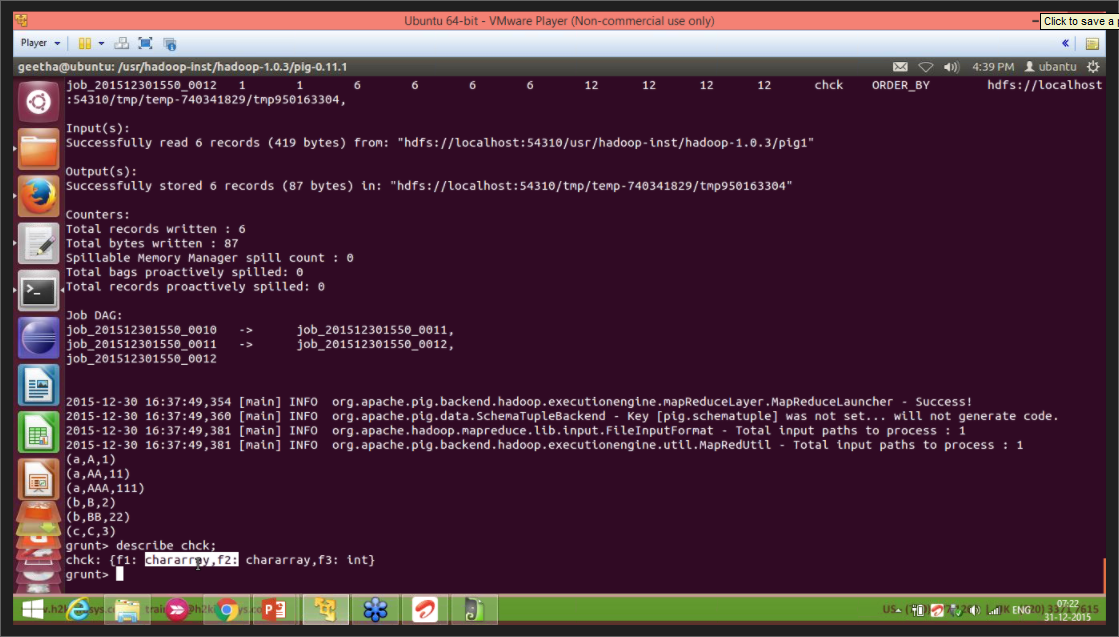 Ubuntu 64-bit - VMware Player (Non-commercial use only)
Click to save a p
Player
«
geetha@ubuntu: /usr/hadoop-inst/hadoop-1.0.3/pig-0.11.1
4:39 PM ubantu
job_201512301550_0012 1 1 6 6 6 6 12 12 12 12 chck ORDER_BY hdfs://localhost
:54310/tmp/temp-740341829/tmp950163304,
Input(s):
Successfully read 6 records (419 bytes) from: "hdfs://localhost:54310/usr/hadoop-inst/hadoop-1.0.3/pig1"
Output(s):
Successfully stored 6 records (87 bytes) in: "hdfs://localhost:54310/tmp/temp-740341829/tmp950163304"
Counters:
Total records written : 6
Total bytes written : 87
Spillable Memory Manager spill count : 0
Total bags proactively spilled: 0
Total records proactively spilled: 0
Job DAG:
job_201512301550_0010 -> job_201512301550_0011,
job_201512301550_0011 -> job_201512301550_0012,
job_201512301550_0012
2015-12-30 16:37:49,354 [main] INFO org.apache.pig.backend.hadoop.executionengine.mapReduceLayer.MapReduceLauncher - Success!
2015-12-30 16:37:49,360 [main] INFO org.apache.pig.data.SchemaTupleBackend - Key [pig.schematuple] was not set... will not generate code.
2015-12-30 16:37:49,381 [main] INFO org.apache.hadoop.mapreduce.lib.input.FileInputFormat - Total input paths to process : 1
2015-12-30 16:37:49,381 [main] INFO org.apache.pig.backend.hadoop.executionengine.util.MapRedUtil - Total input paths to process : 1
(a,A,1)
(a,AA,11)
(a,AAA,111)
(b,B,2)
(b,BB,22)
(c,C,3)
grunt> describe chck;
chck: {f1: chararray,f2: chararray,f3: int}
grunt>
ENG
07:22
31-12-2015